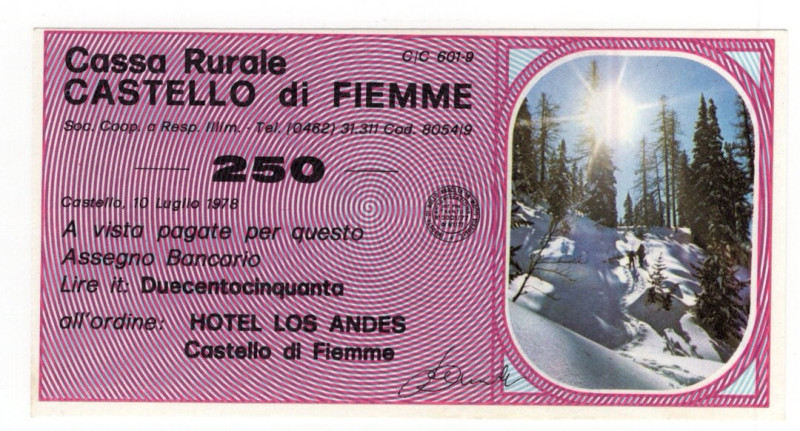 Cassa Rurale
C/C 601-9
CASTELLO di FIEMME
Soc. Coop. a Resp. Illim. - Tel. (0462) 31.311 Cod. 8054/9
250
Castello, 10 Luglio 1978
A vista pagate per questo
Assegno Bancario
Lire it: Duecentocinquanta
all'ordine: HOTEL LOS ANDES
Castello di Fiemme